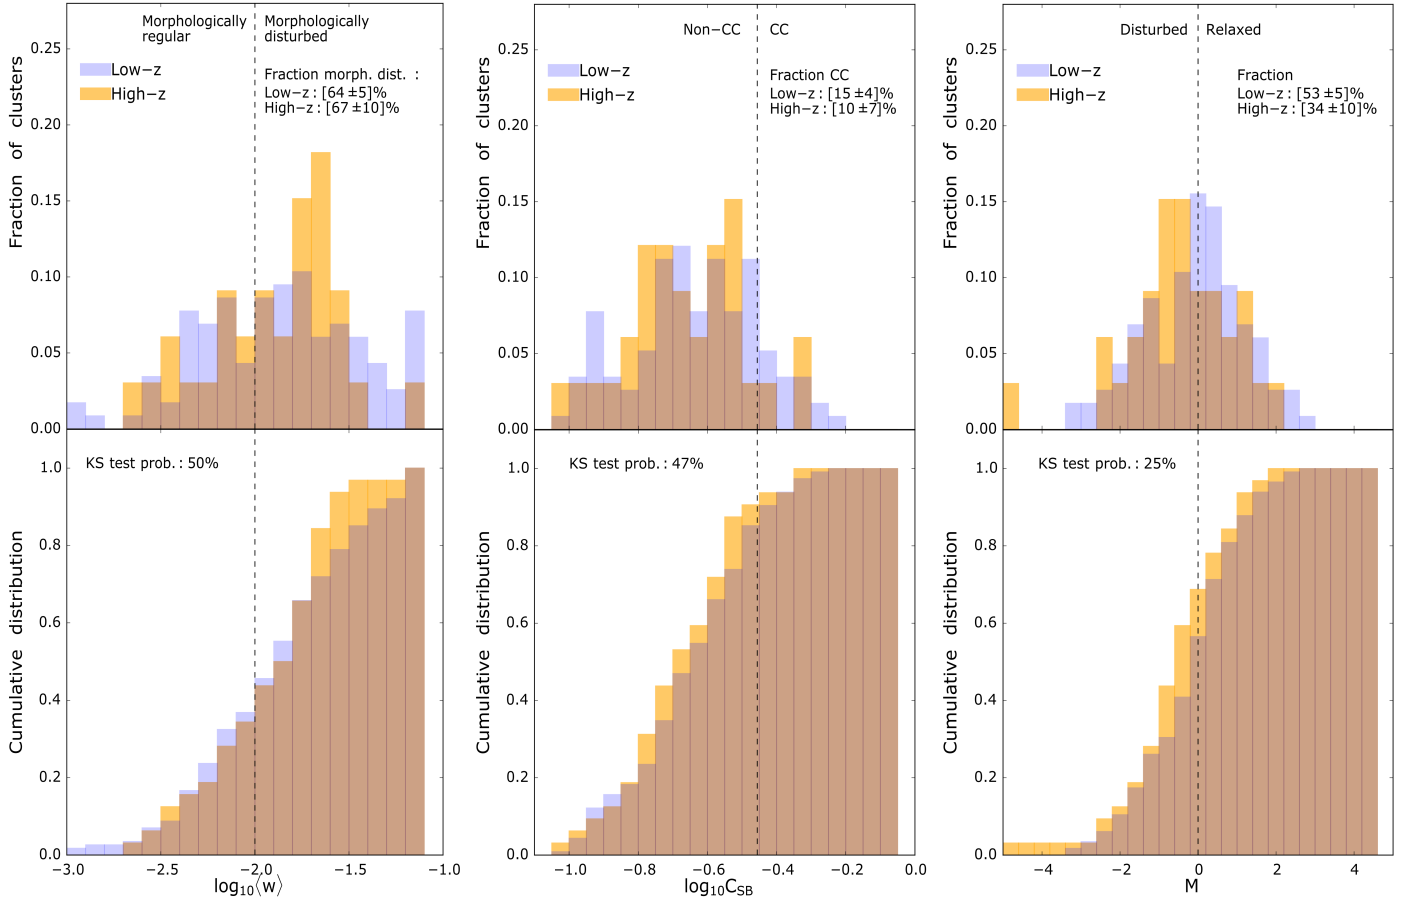 Morphologically
regular
Morphologically
disturbed
Low−z
High−z
Fraction morph. dist. :
Low−z : [64 ±5]%
High−z : [67 ±10]%
0.25
0.20
0.15
0.10
0.05
0.00
Fraction of clusters
KS test prob. : 50%
1.0
0.8
0.6
0.4
0.2
0.0
Cumulative distribution
−3.0 −2.5 −2.0 −1.5 −1.0
log10⟨w⟩
Non−CC CC
Low−z
High−z
Fraction CC
Low−z : [15 ±4]%
High−z : [10 ±7]%
0.25
0.20
0.15
0.10
0.05
0.00
Fraction of clusters
KS test prob. : 47%
1.0
0.8
0.6
0.4
0.2
0.0
Cumulative distribution
−1.0 −0.8 −0.6 −0.4 −0.2 0.0
log10CSB
Disturbed Relaxed
Low−z
High−z
Fraction
Low−z : [53 ±5]%
High−z : [34 ±10]%
0.25
0.20
0.15
0.10
0.05
0.00
Fraction of clusters
KS test prob. : 25%
1.0
0.8
0.6
0.4
0.2
0.0
Cumulative distribution
−4 −2 0 2 4
M